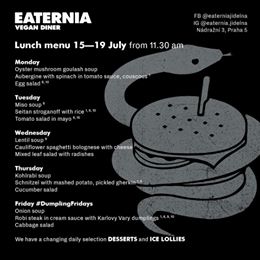 EATERNIA
VEGAN DINER
FB @eaterniajidelna
IG @eaterniajidelna
Nádražní 3, Praha 5
Lunch menu 15—19 July from 11.30 am
Monday
Oyster mushroom goulash soup
Aubergine with spinach in tomato sauce, couscous
Egg salad
Tuesday
Miso soup
Seitan stroganoff with rice
Tomato salad in mayo
Wednesday
Lentil soup
Cauliflower spaghetti bolognese with cheese
Mixed leaf salad with radishes
Thursday
Kohlrabi soup
Schnitzel with mashed potato, pickled gherkin
Cucumber salad
Friday #DumplingFridays
Onion soup
Robi steak in cream sauce with Karlovy Vary dumplings
Cabbage salad
We have a changing daily selection DESSERTS and ICE LOLLIES